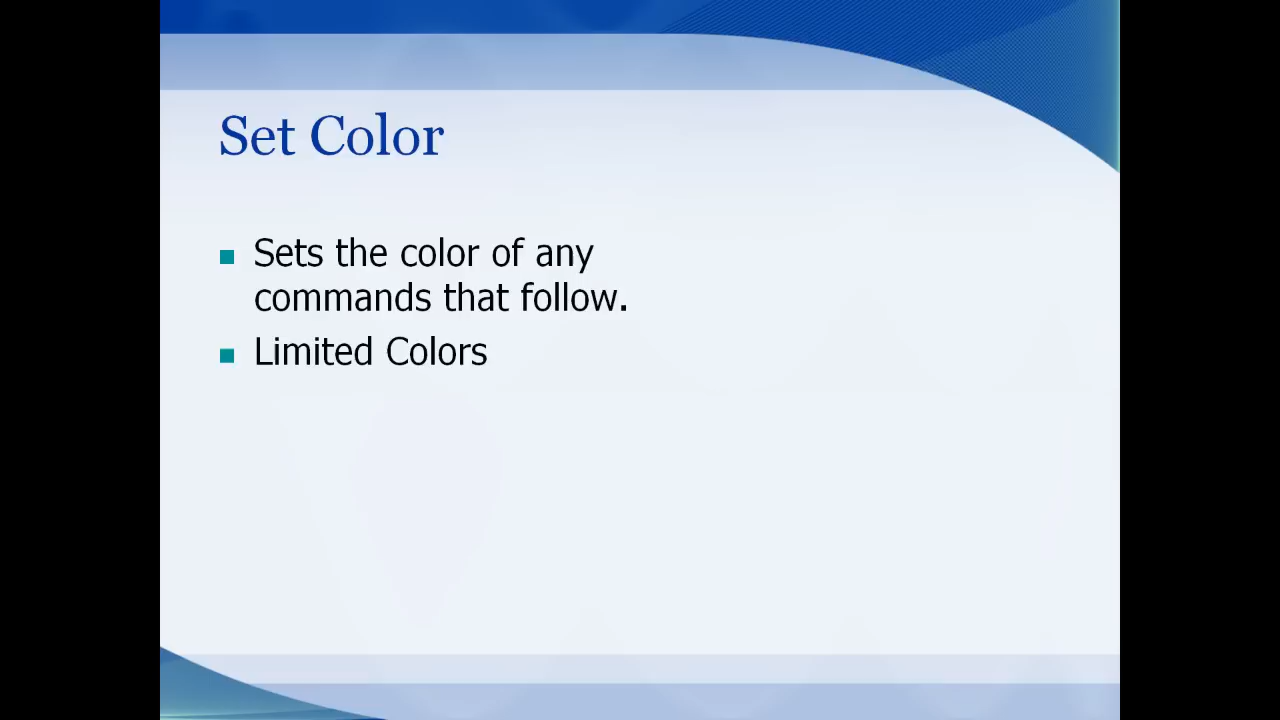 Set Color
Sets the color of any
commands that follow.
Limited Colors